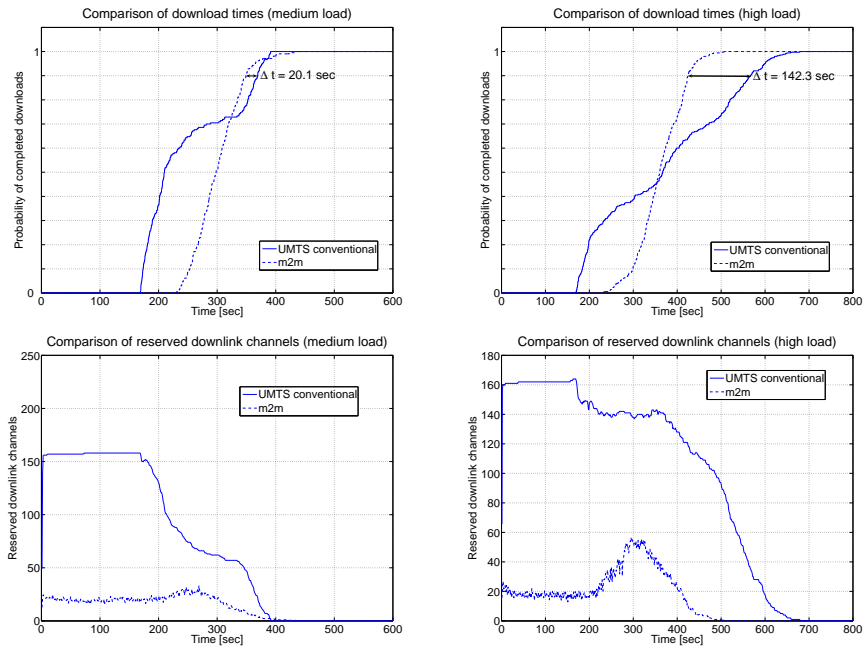 Comparison of download times (medium load)
Probability of completed downloads
1
0
Δ t = 20.1 sec
UMTS conventional
m2m
0 100 200 300 400 500 600
Time [sec]
Comparison of download times (high load)
Probability of completed downloads
1
0
Δ t = 142.3 sec
UMTS conventional
m2m
0 100 200 300 400 500 600 700 800
Time [sec]
Comparison of reserved downlink channels (medium load)
Reserved downlink channels
250
200
150
100
50
0
UMTS conventional
m2m
0 100 200 300 400 500 600
Time [sec]
Comparison of reserved downlink channels (high load)
Reserved downlink channels
180
160
140
120
100
80
60
40
20
0
UMTS conventional
m2m
0 100 200 300 400 500 600 700 800
Time [sec]